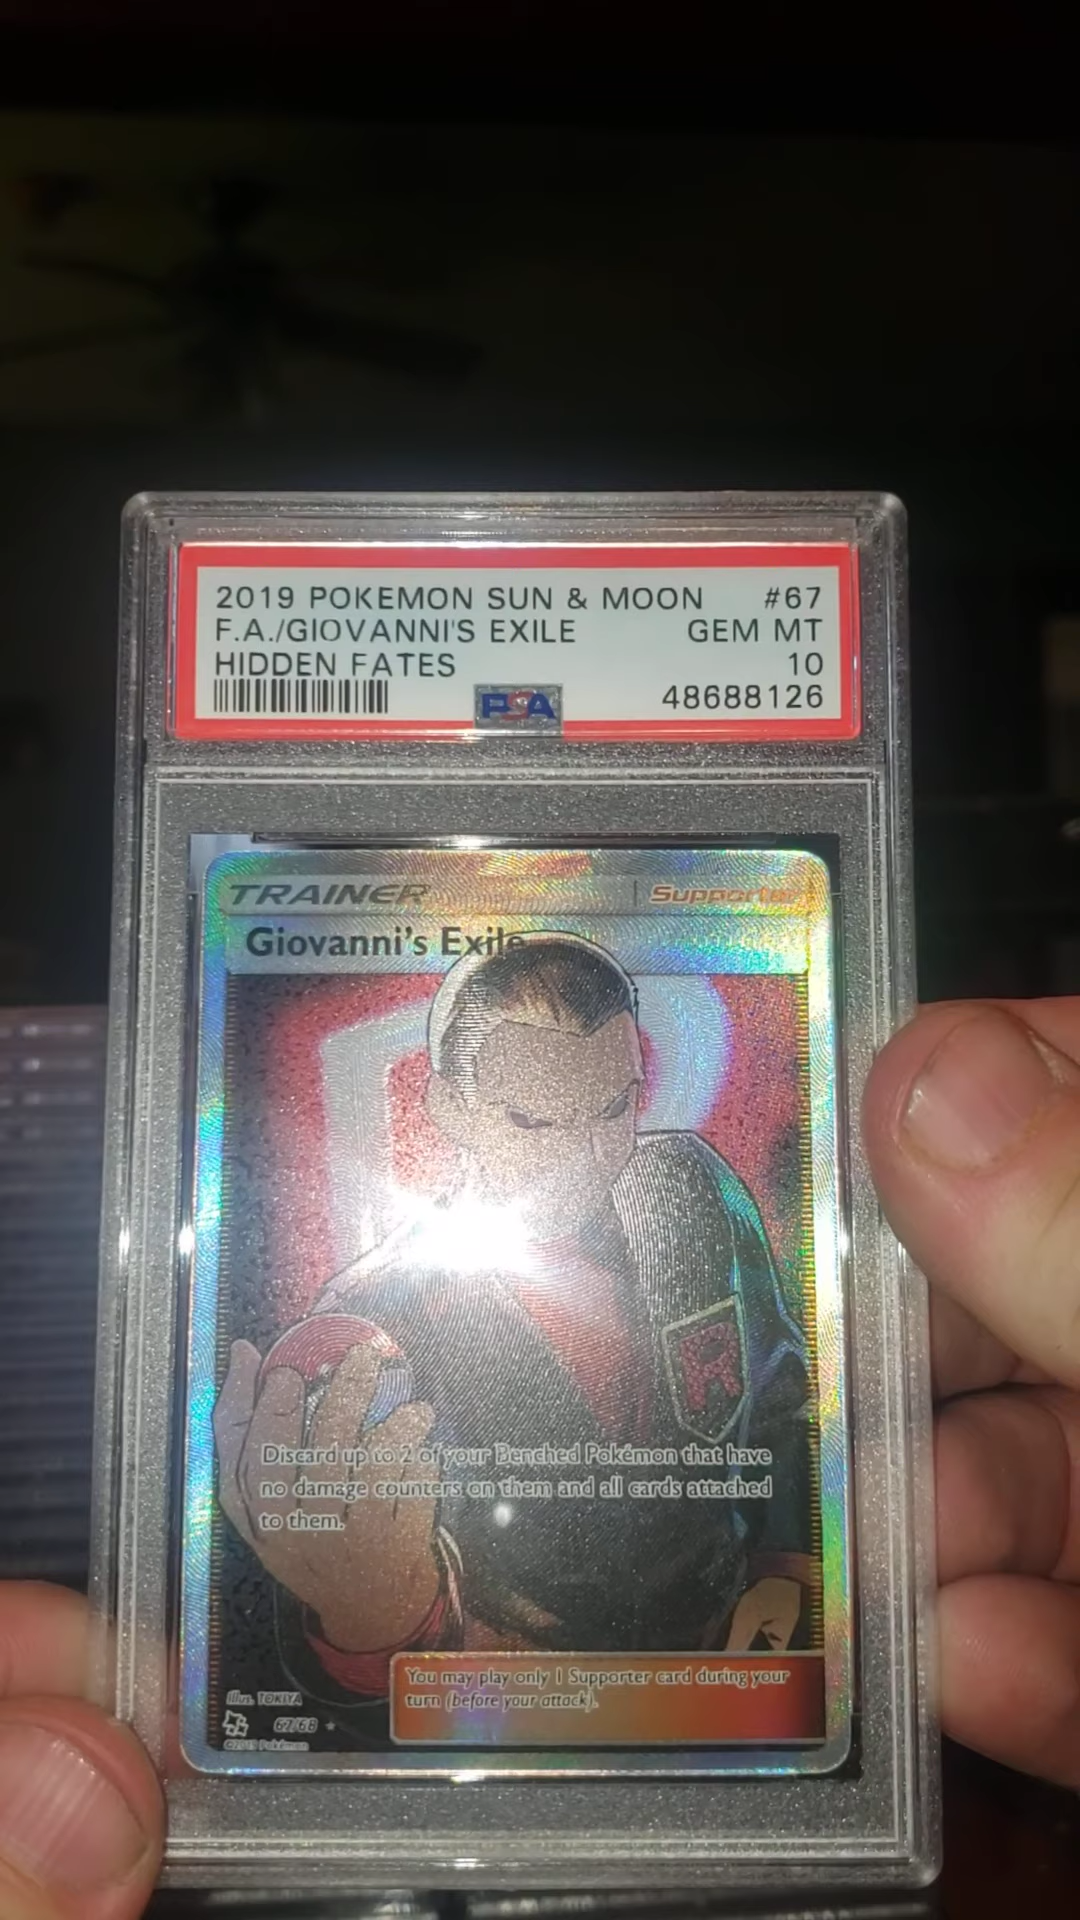 2019 POKEMON SUN & MOON #67
F.A./GIOVANNI'S EXILE GEM MT
HIDDEN FATES 10
PSA 48688126
TRAINER Supporter
Giovanni's Exile
R
Discard up to 2 of your Benched Pokémon that have
no damage counters on them and all cards attached
to them.
You may play only 1 Supporter card during your
turn (before your attack).
Illus. TOKIYA
67/68
©2019 Pokémon